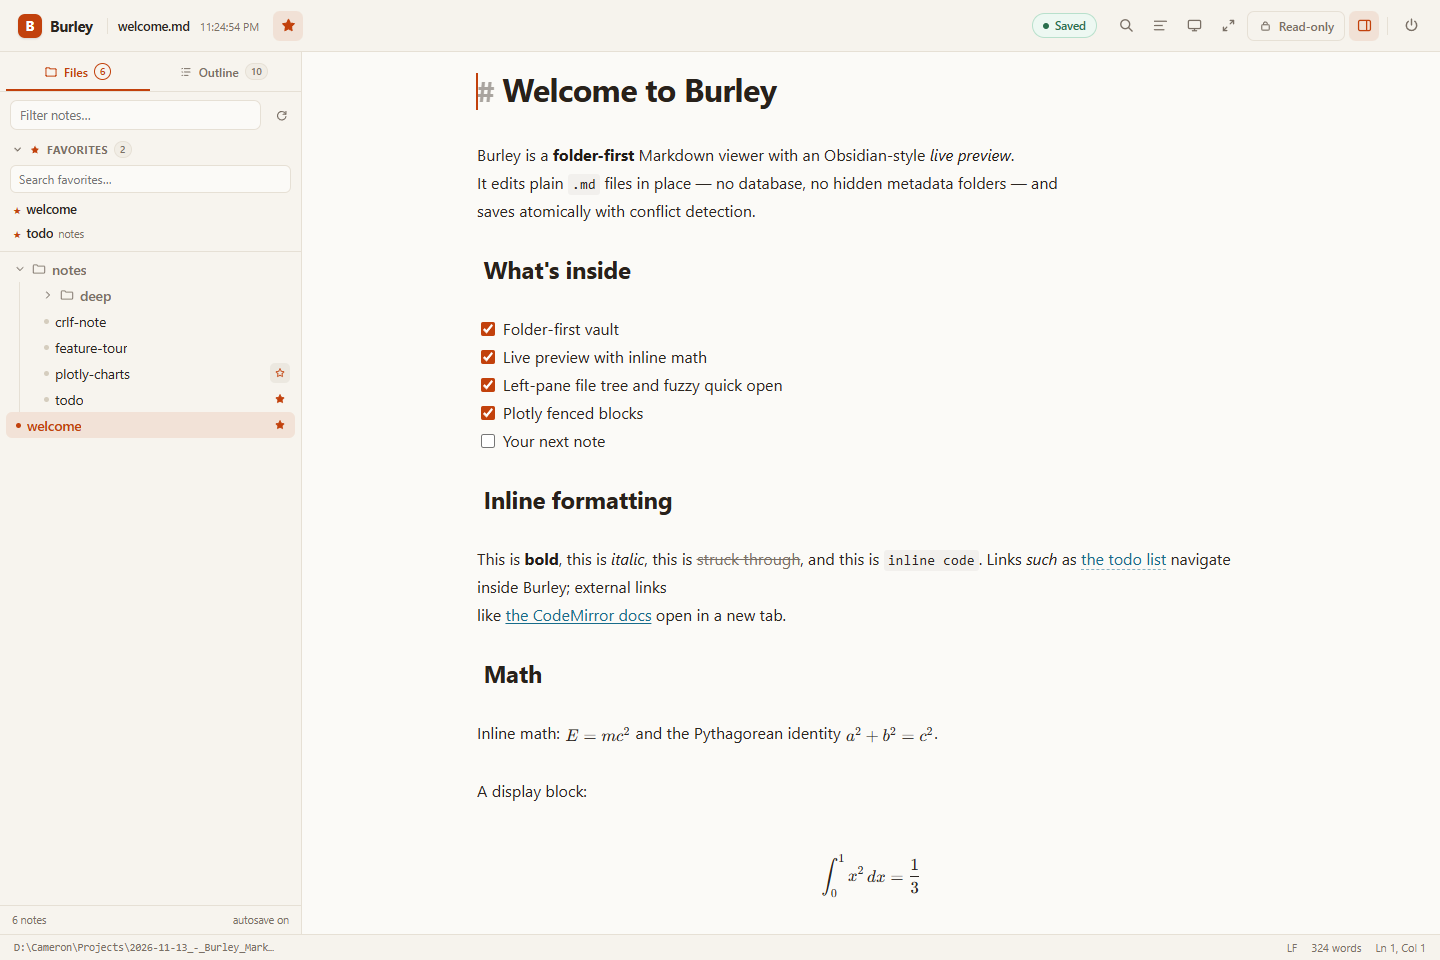 B Burley welcome.md 11:24:54 PM Saved Read-only
Files 6 Outline 10
Filter notes...
FAVORITES 2
Search favorites...
welcome
todo notes
notes
deep
crlf-note
feature-tour
plotly-charts
todo
welcome
6 notes autosave on
# Welcome to Burley
Burley is a folder-first Markdown viewer with an Obsidian-style live preview.
It edits plain .md files in place — no database, no hidden metadata folders — and
saves atomically with conflict detection.
What's inside
Folder-first vault
Live preview with inline math
Left-pane file tree and fuzzy quick open
Plotly fenced blocks
Your next note
Inline formatting
This is bold, this is italic, this is struck through, and this is inline code. Links such as the todo list navigate
inside Burley; external links
like the CodeMirror docs open in a new tab.
Math
Inline math: E = mc² and the Pythagorean identity a² + b² = c².
A display block:
∫₀¹ x² dx = 1/3
D:\Cameron\Projects\2026-11-13_-_Burley_Mark… LF 324 words Ln 1, Col 1